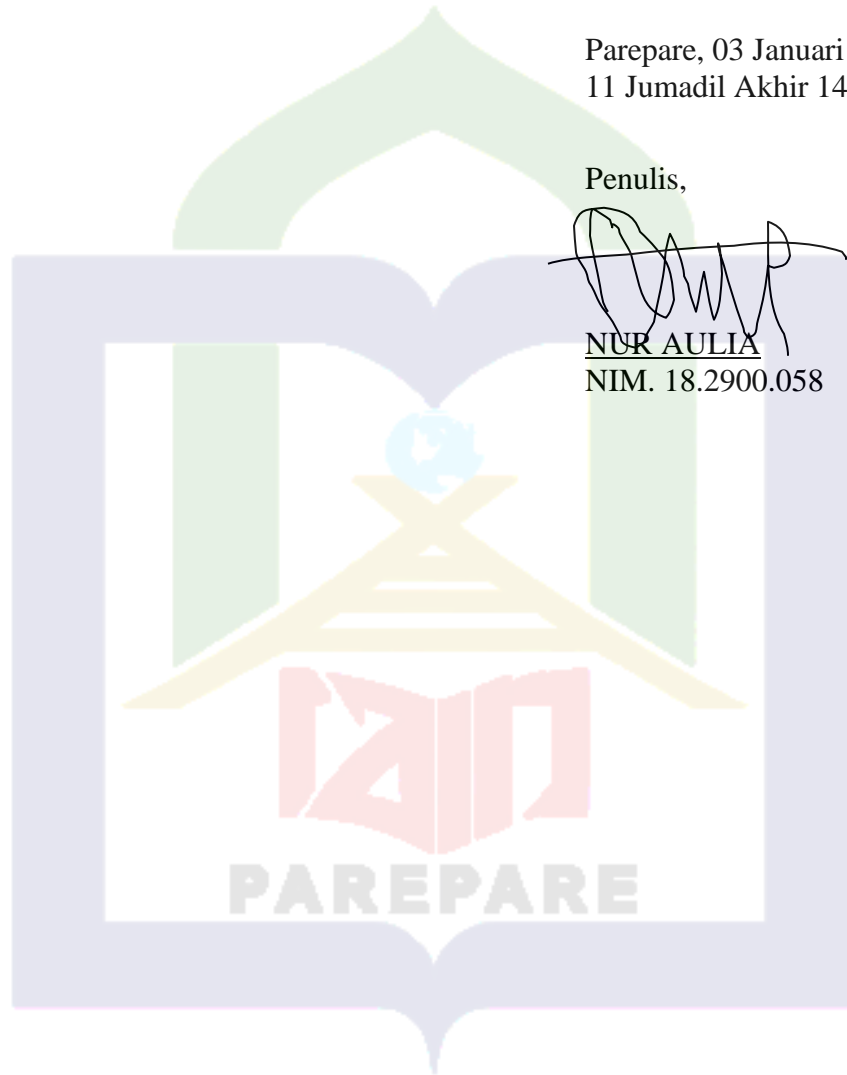 Parepare, 03 Januari
11 Jumadil Akhir 14
Penulis,
NUR AULIA
NIM. 18.2900.058
PAREPARE